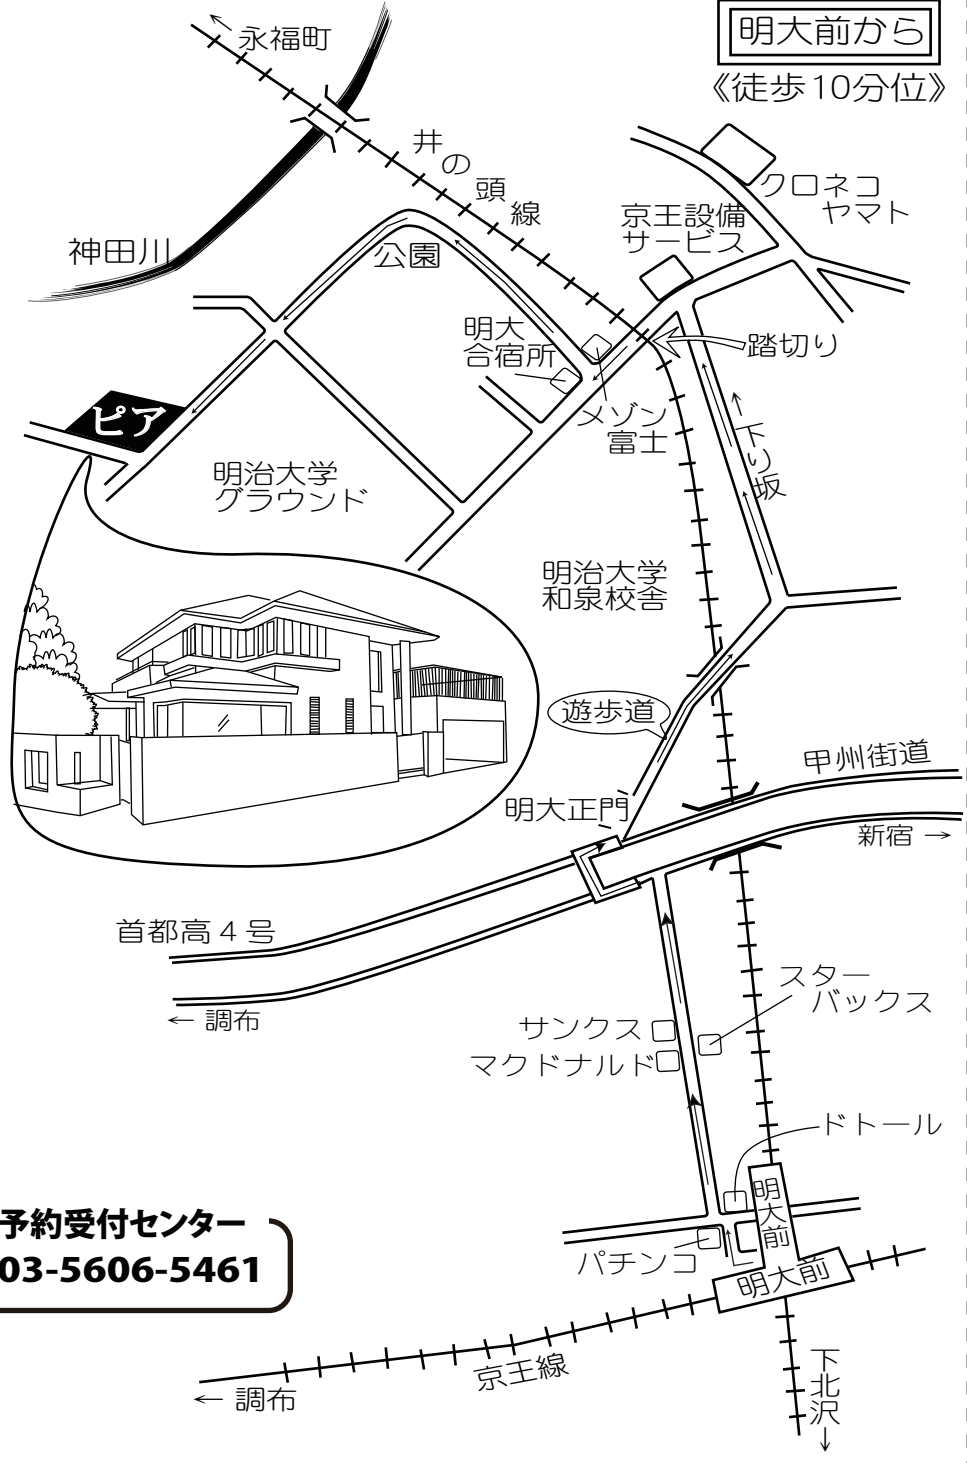 明大前から
《徒歩10分位》
← 永福町
井の頭線
クロネコ
ヤマト
京王設備
サービス
神田川
公園
明大
合宿所
踏切り
ピア
メゾン
富士
← 下り坂
明治大学
グラウンド
明治大学
和泉校舎
遊歩道
甲州街道
明大正門
新宿 →
首都高4号
← 調布
スター
バックス
サンクス
マクドナルド
ドトール
明大前
予約受付センター
03-5606-5461
パチンコ
明大前
京王線
← 調布
下北沢→